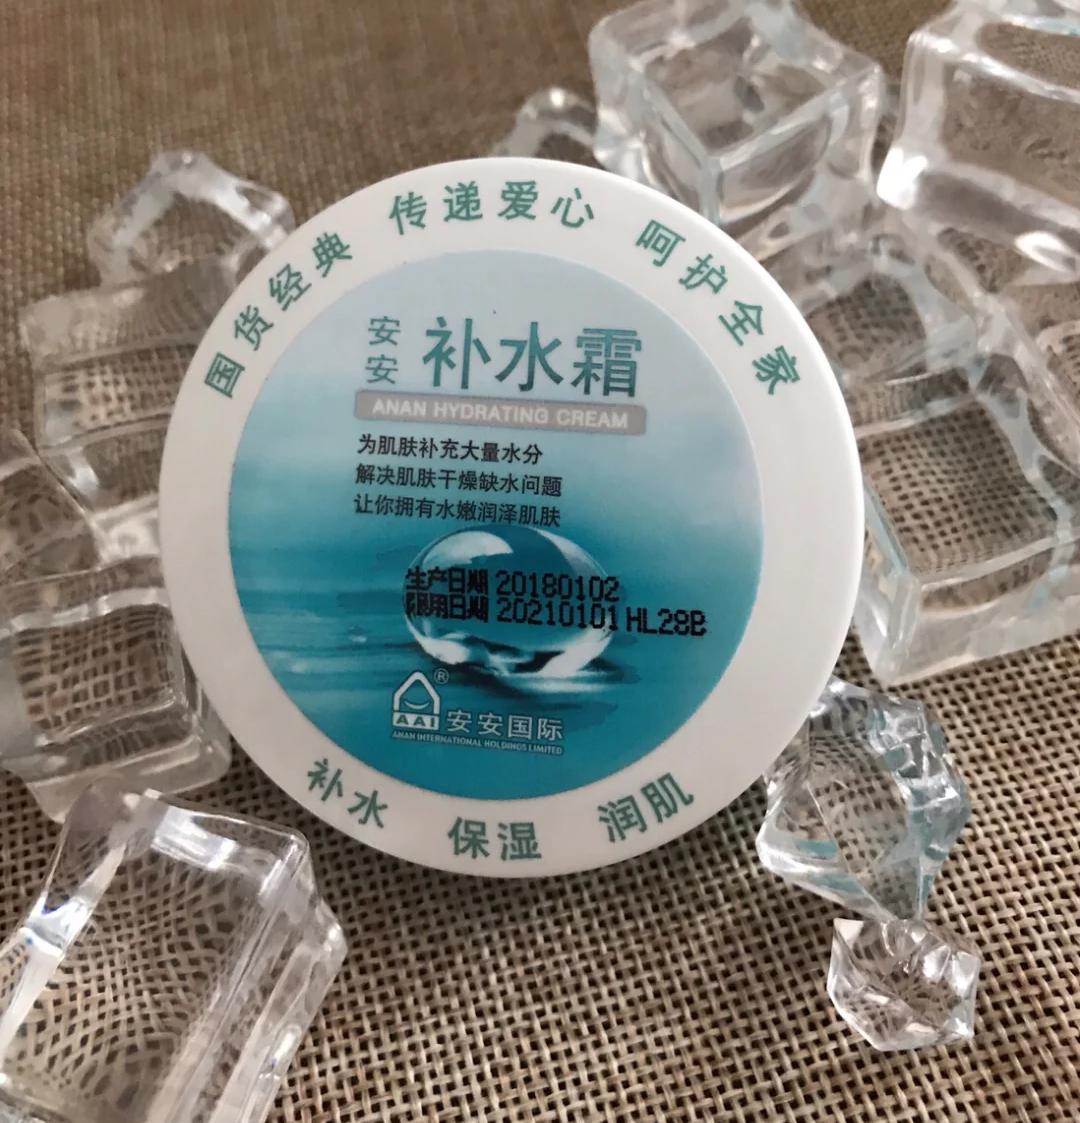 国货经典 传递爱心 呵护全家
安安
补水霜
ANAN HYDRATING CREAM
为肌肤补充大量水分
解决肌肤干燥缺水问题
让你拥有水嫩润泽肌肤
生产日期 20180102
限用日期 20210101 HL28B
AAI®
安安国际
ANAN INTERNATIONAL HOLDINGS LIMITED
补水 保湿 润肌